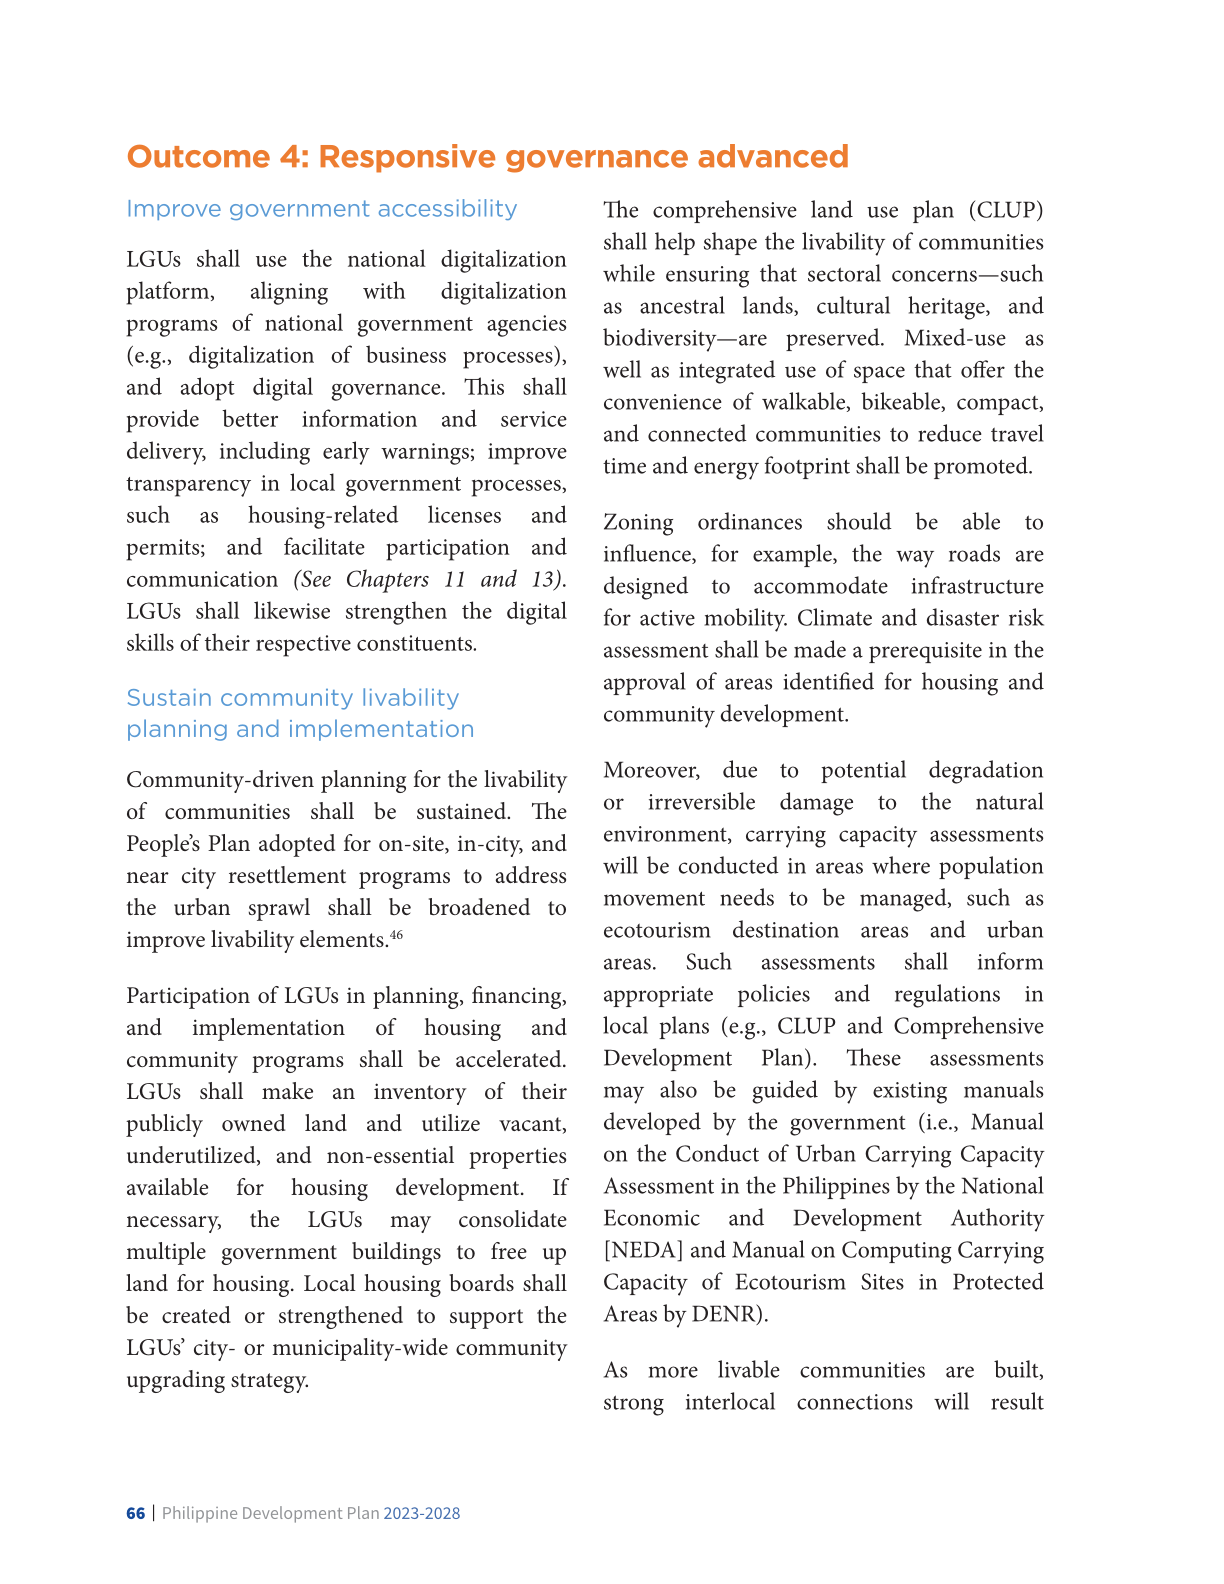 Outcome 4: Responsive governance advanced
Improve government accessibility
LGUs shall use the national digitalization
platform, aligning with digitalization
programs of national government agencies
(e.g., digitalization of business processes),
and adopt digital governance. This shall
provide better information and service
delivery, including early warnings; improve
transparency in local government processes,
such as housing-related licenses and
permits; and facilitate participation and
communication (See Chapters 11 and 13).
LGUs shall likewise strengthen the digital
skills of their respective constituents.
Sustain community livability
planning and implementation
Community-driven planning for the livability
of communities shall be sustained. The
People’s Plan adopted for on-site, in-city, and
near city resettlement programs to address
the urban sprawl shall be broadened to
improve livability elements.46
Participation of LGUs in planning, financing,
and implementation of housing and
community programs shall be accelerated.
LGUs shall make an inventory of their
publicly owned land and utilize vacant,
underutilized, and non-essential properties
available for housing development. If
necessary, the LGUs may consolidate
multiple government buildings to free up
land for housing. Local housing boards shall
be created or strengthened to support the
LGUs’ city- or municipality-wide community
upgrading strategy.
The comprehensive land use plan (CLUP)
shall help shape the livability of communities
while ensuring that sectoral concerns—such
as ancestral lands, cultural heritage, and
biodiversity—are preserved. Mixed-use as
well as integrated use of space that offer the
convenience of walkable, bikeable, compact,
and connected communities to reduce travel
time and energy footprint shall be promoted.
Zoning ordinances should be able to
influence, for example, the way roads are
designed to accommodate infrastructure
for active mobility. Climate and disaster risk
assessment shall be made a prerequisite in the
approval of areas identified for housing and
community development.
Moreover, due to potential degradation
or irreversible damage to the natural
environment, carrying capacity assessments
will be conducted in areas where population
movement needs to be managed, such as
ecotourism destination areas and urban
areas. Such assessments shall inform
appropriate policies and regulations in
local plans (e.g., CLUP and Comprehensive
Development Plan). These assessments
may also be guided by existing manuals
developed by the government (i.e., Manual
on the Conduct of Urban Carrying Capacity
Assessment in the Philippines by the National
Economic and Development Authority
[NEDA] and Manual on Computing Carrying
Capacity of Ecotourism Sites in Protected
Areas by DENR).
As more livable communities are built,
strong interlocal connections will result
66 | Philippine Development Plan 2023-2028